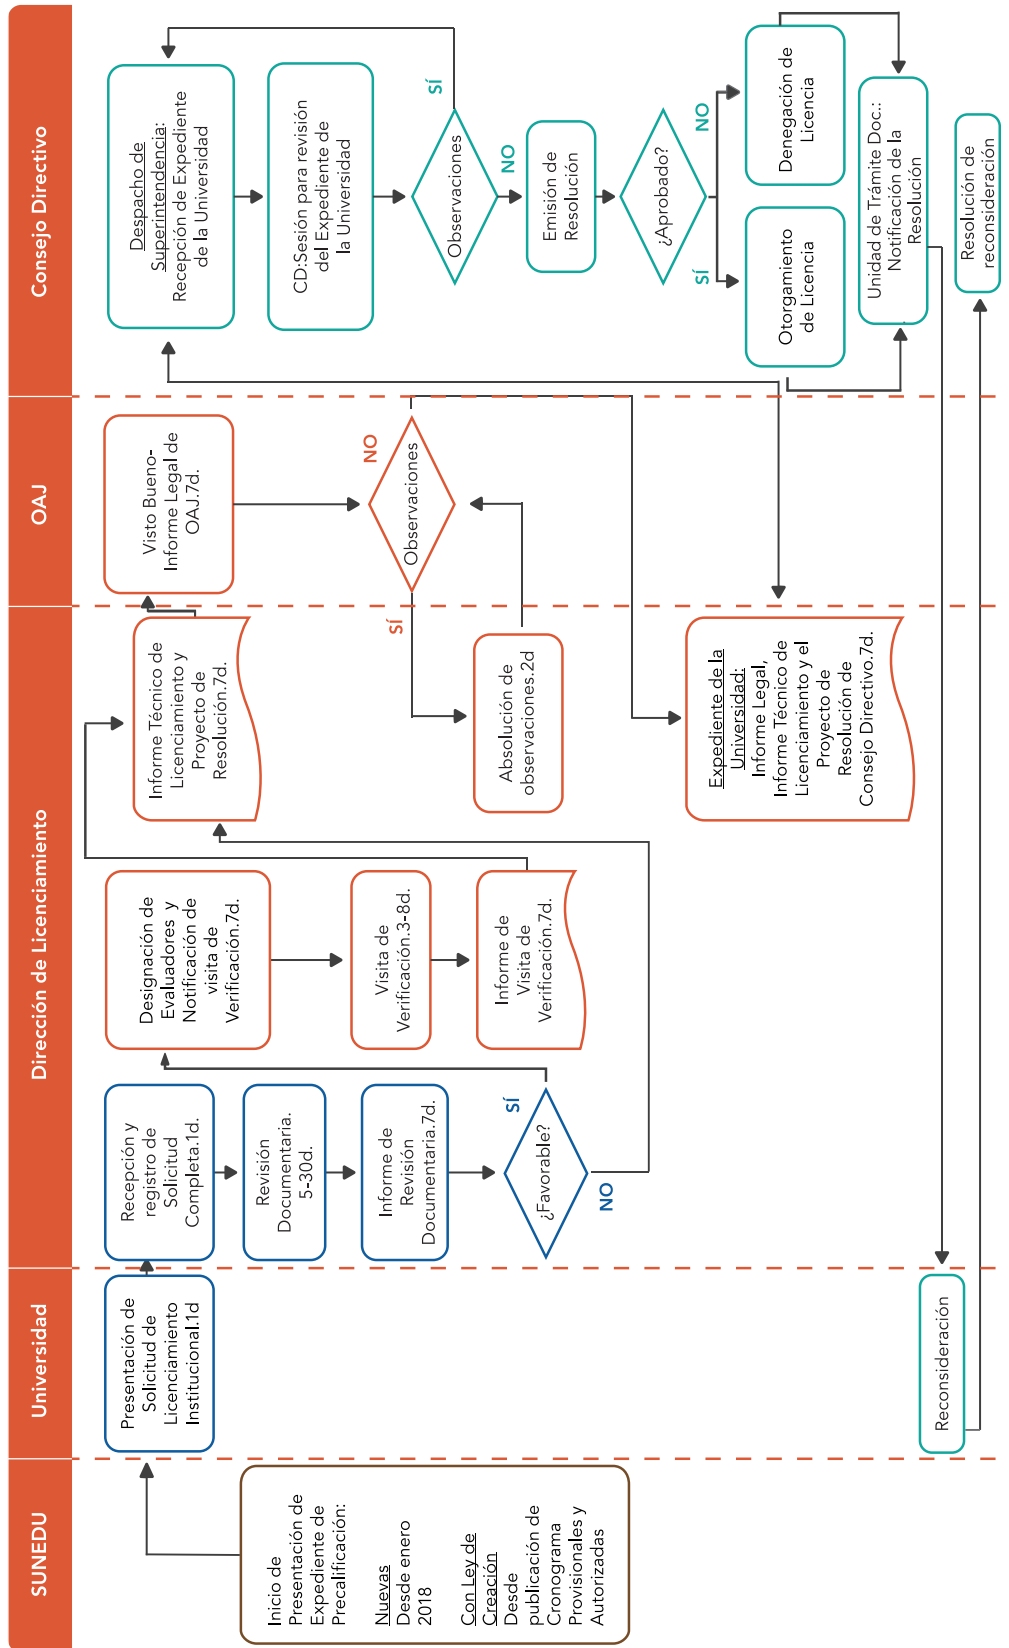 SUNEDU
Universidad
Dirección de Licenciamiento
OAJ
Consejo Directivo
Inicio de
Presentación de
Expediente de
Precalificación:
Nuevas
Desde enero
2018
Con Ley de
Creación
Desde
publicación de
Cronograma
Provisionales y
Autorizadas
Presentación de
Solicitud de
Licenciamiento
Institucional.1d
Reconsideración
Recepción y
registro de
Solicitud
Completa.1d.
Revisión
Documentaria.
5-30d.
Informe de
Revisión
Documentaria.7d.
¿Favorable?
SÍ
NO
Designación de
Evaluadores y
Notificación de
visita de
Verificación.7d.
Visita de
Verificación.3-8d.
Informe de
Visita de
Verificación.7d.
Informe Técnico de
Licenciamiento y
Proyecto de
Resolución.7d.
Absolución de
observaciones.2d
Expediente de la
Universidad:
Informe Legal,
Informe Técnico de
Licenciamiento y el
Proyecto de
Resolución de
Consejo Directivo.7d.
Visto Bueno-
Informe Legal de
OAJ.7d.
Observaciones
SÍ
NO
Despacho de
Superintendencia:
Recepción de Expediente
de la Universidad
CD:Sesión para revisión
del Expediente de
la Universidad
Observaciones
SÍ
NO
Emisión de
Resolución
¿Aprobado?
SÍ
NO
Otorgamiento
de Licencia
Denegación de
Licencia
Unidad de Trámite Doc.:
Notificación de la
Resolución
Resolución de
reconsideración